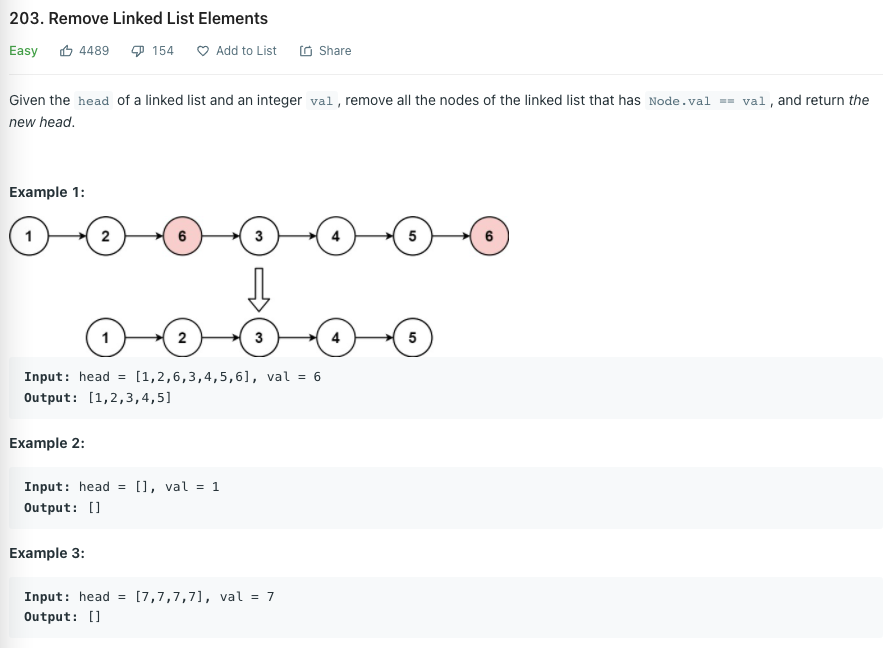 203. Remove Linked List Elements
Easy 4489 154 Add to List Share
Given the head of a linked list and an integer val , remove all the nodes of the linked list that has Node.val == val , and return the
new head.
Example 1:
1 2 6 3 4 5 6
1 2 3 4 5
Input: head = [1,2,6,3,4,5,6], val = 6
Output: [1,2,3,4,5]
Example 2:
Input: head = [], val = 1
Output: []
Example 3:
Input: head = [7,7,7,7], val = 7
Output: []